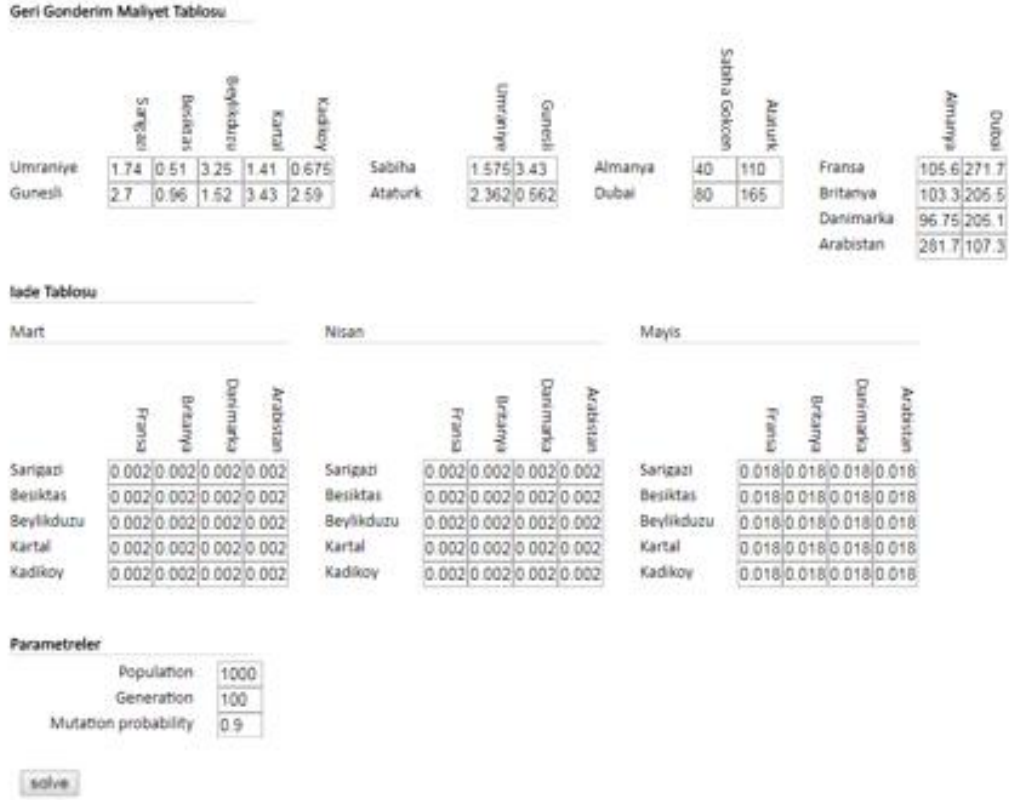 Geri Gonderim Maliyet Tablosu
Sarıgazi Besiktas Beylikduzu Kartal Kadikoy Umraniye Gunesli Sabiha Gokcen Ataturk Almanya Dubai
Umraniye 1.74 0.51 3.25 1.41 0.675 Sabiha 1.575 3.43 Almanya 40 110 Fransa 105.6 271.7
Gunesli 2.7 0.96 1.52 3.43 2.59 Ataturk 2.362 0.562 Dubai 80 165 Britanya 103.3 205.5
Danimarka 96.75 205.1
Arabistan 281.7 107.3
Iade Tablosu
Mart Nisan Mayis
Fransa Britanya Danimarka Arabistan Fransa Britanya Danimarka Arabistan Fransa Britanya Danimarka Arabistan
Sarigazi 0.002 0.002 0.002 0.002 Sarigazi 0.002 0.002 0.002 0.002 Sarigazi 0.018 0.018 0.018 0.018
Besiktas 0.002 0.002 0.002 0.002 Besiktas 0.002 0.002 0.002 0.002 Besiktas 0.018 0.018 0.018 0.018
Beylikduzu 0.002 0.002 0.002 0.002 Beylikduzu 0.002 0.002 0.002 0.002 Beylikduzu 0.018 0.018 0.018 0.018
Kartal 0.002 0.002 0.002 0.002 Kartal 0.002 0.002 0.002 0.002 Kartal 0.018 0.018 0.018 0.018
Kadikoy 0.002 0.002 0.002 0.002 Kadikoy 0.002 0.002 0.002 0.002 Kadikoy 0.018 0.018 0.018 0.018
Parametreler
Population 1000
Generation 100
Mutation probability 0.9
solve